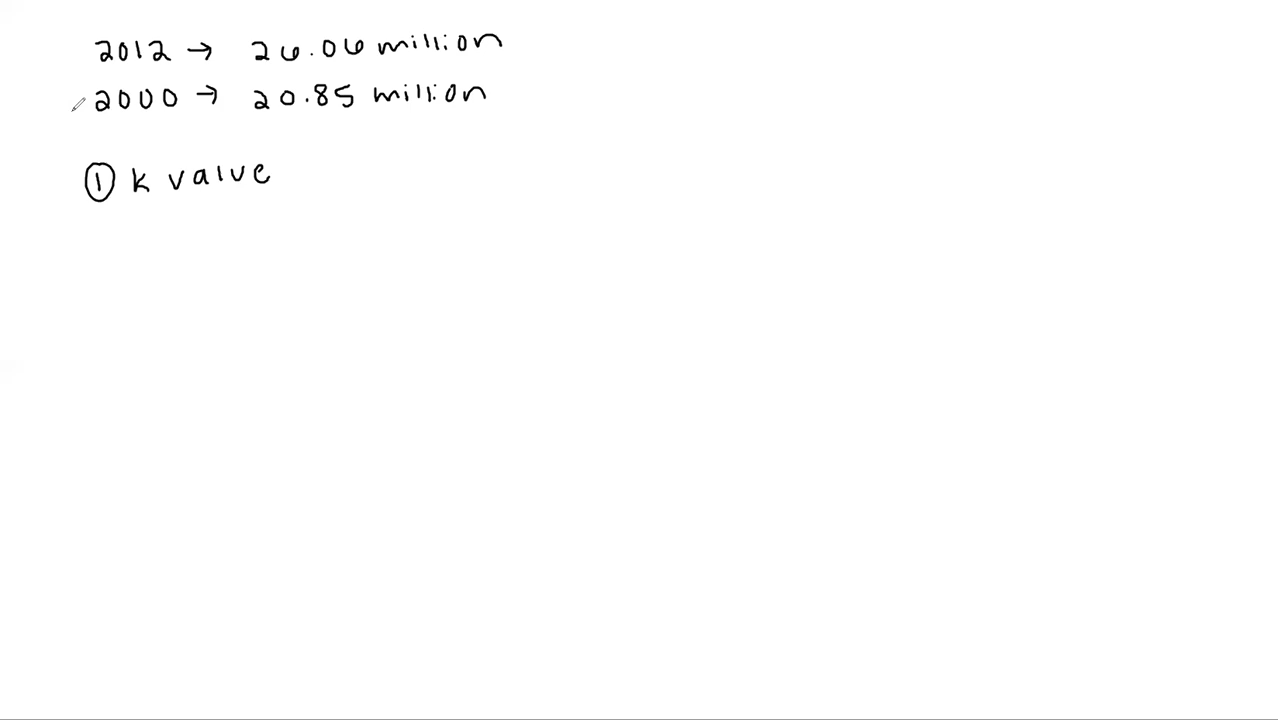 2012 → 26.06 million
2000 → 20.85 million
① k value